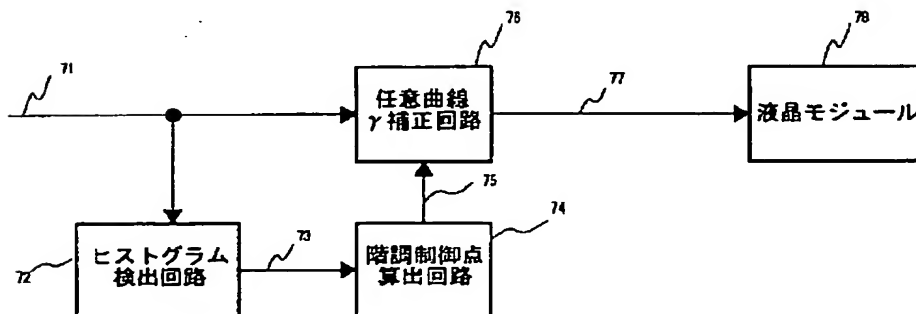 76
78
71
任意曲線
γ補正回路
77
液晶モジュール
75
72
ヒストグラム
検出回路
73
階調制御点
算出回路
74